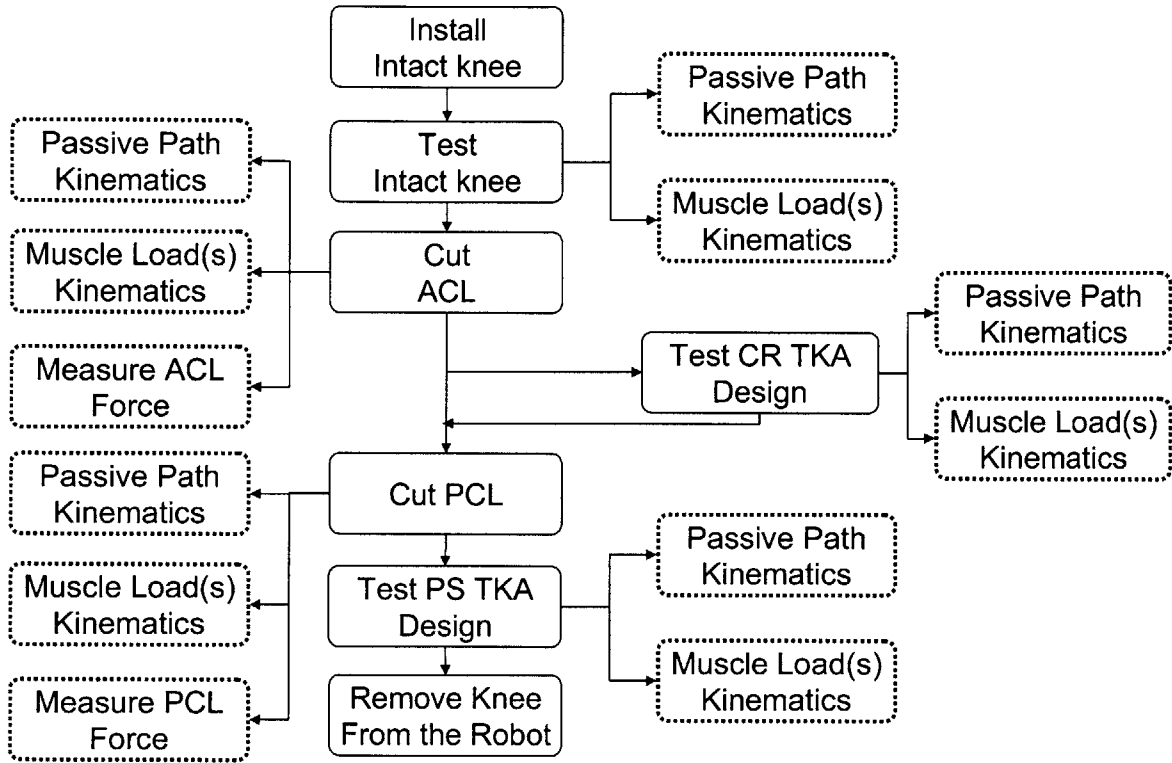 Install
Intact knee
Passive Path
Kinematics
Passive Path
Kinematics
Test
Intact knee
Muscle Load(s)
Kinematics
Muscle Load(s)
Kinematics
Cut
ACL
Passive Path
Kinematics
Measure ACL
Force
Test CR TKA
Design
Muscle Load(s)
Kinematics
Passive Path
Kinematics
Cut PCL
Passive Path
Kinematics
Muscle Load(s)
Kinematics
Test PS TKA
Design
Muscle Load(s)
Kinematics
Measure PCL
Force
Remove Knee
From the Robot